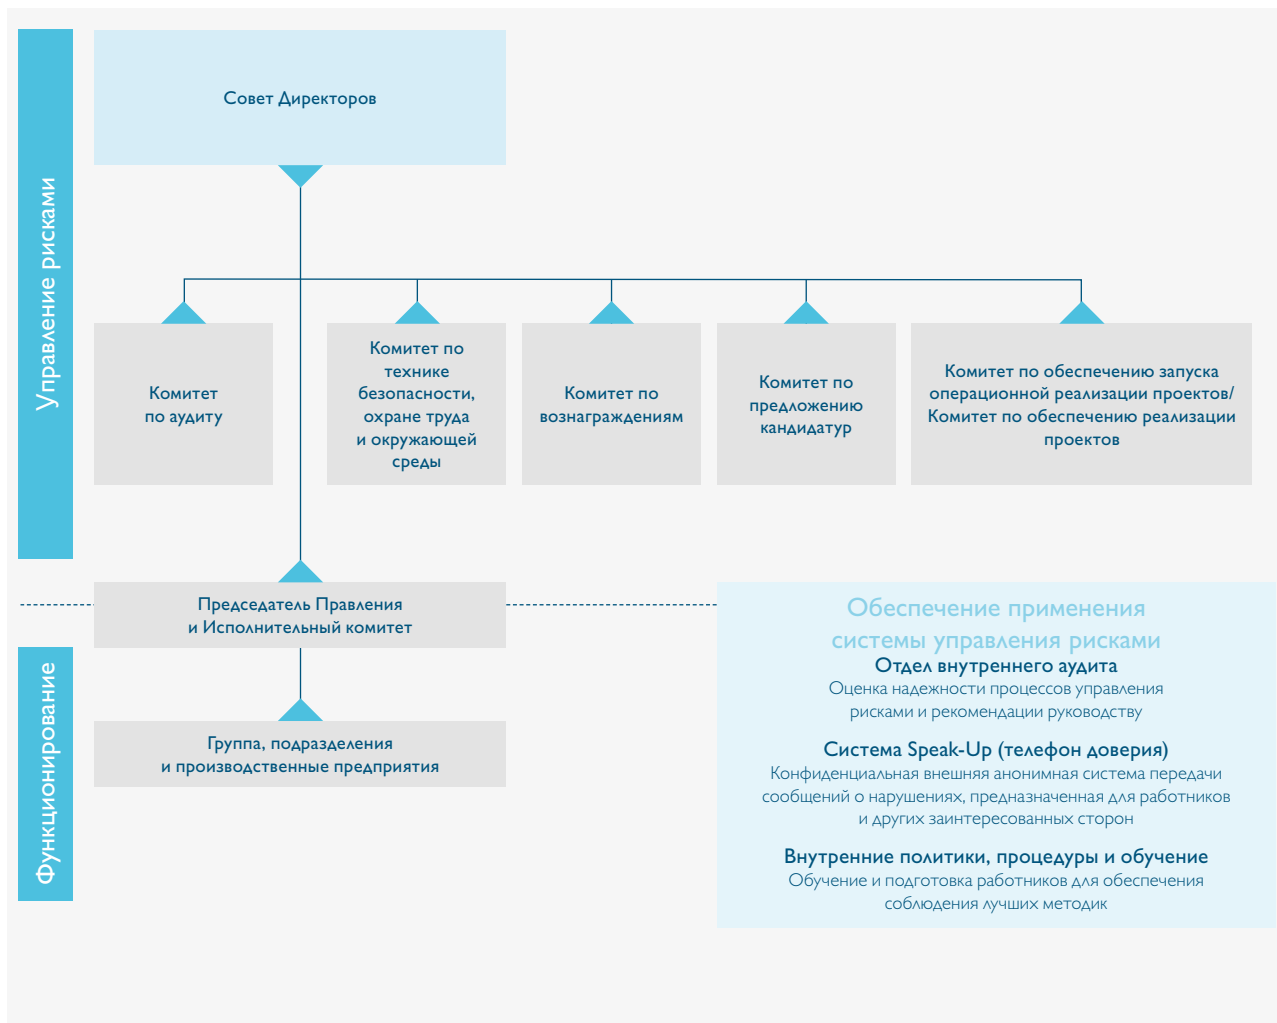 Управление рисками
Совет Директоров
Комитет
по аудиту
Комитет по
технике
безопасности,
охране труда
и окружающей
среды
Комитет по
вознаграждениям
Комитет по
предложению
кандидатур
Комитет по обеспечению запуска
операционной реализации проектов/
Комитет по обеспечению реализации
проектов
Председатель Правления
и Исполнительный комитет
Функционирование
Группа, подразделения
и производственные предприятия
Обеспечение применения
системы управления рисками
Отдел внутреннего аудита
Оценка надежности процессов управления
рисками и рекомендации руководству
Система Speak-Up (телефон доверия)
Конфиденциальная внешняя анонимная система передачи
сообщений о нарушениях, предназначенная для работников
и других заинтересованных сторон
Внутренние политики, процедуры и обучение
Обучение и подготовка работников для обеспечения
соблюдения лучших методик